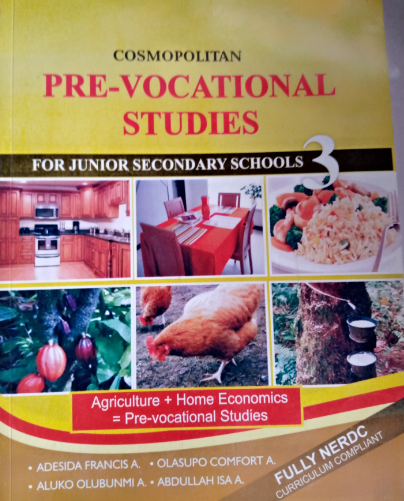 COSMOPOLITAN
PRE-VOCATIONAL
STUDIES
FOR JUNIOR SECONDARY SCHOOLS 3
Agriculture + Home Economics
= Pre-vocational Studies
• ADESIDA FRANCIS A. • OLASUPO COMFORT A.
• ALUKO OLUBUNMI A. • ABDULLAH ISA A.
FULLY NERDC
CURRICULUM COMPLIANT